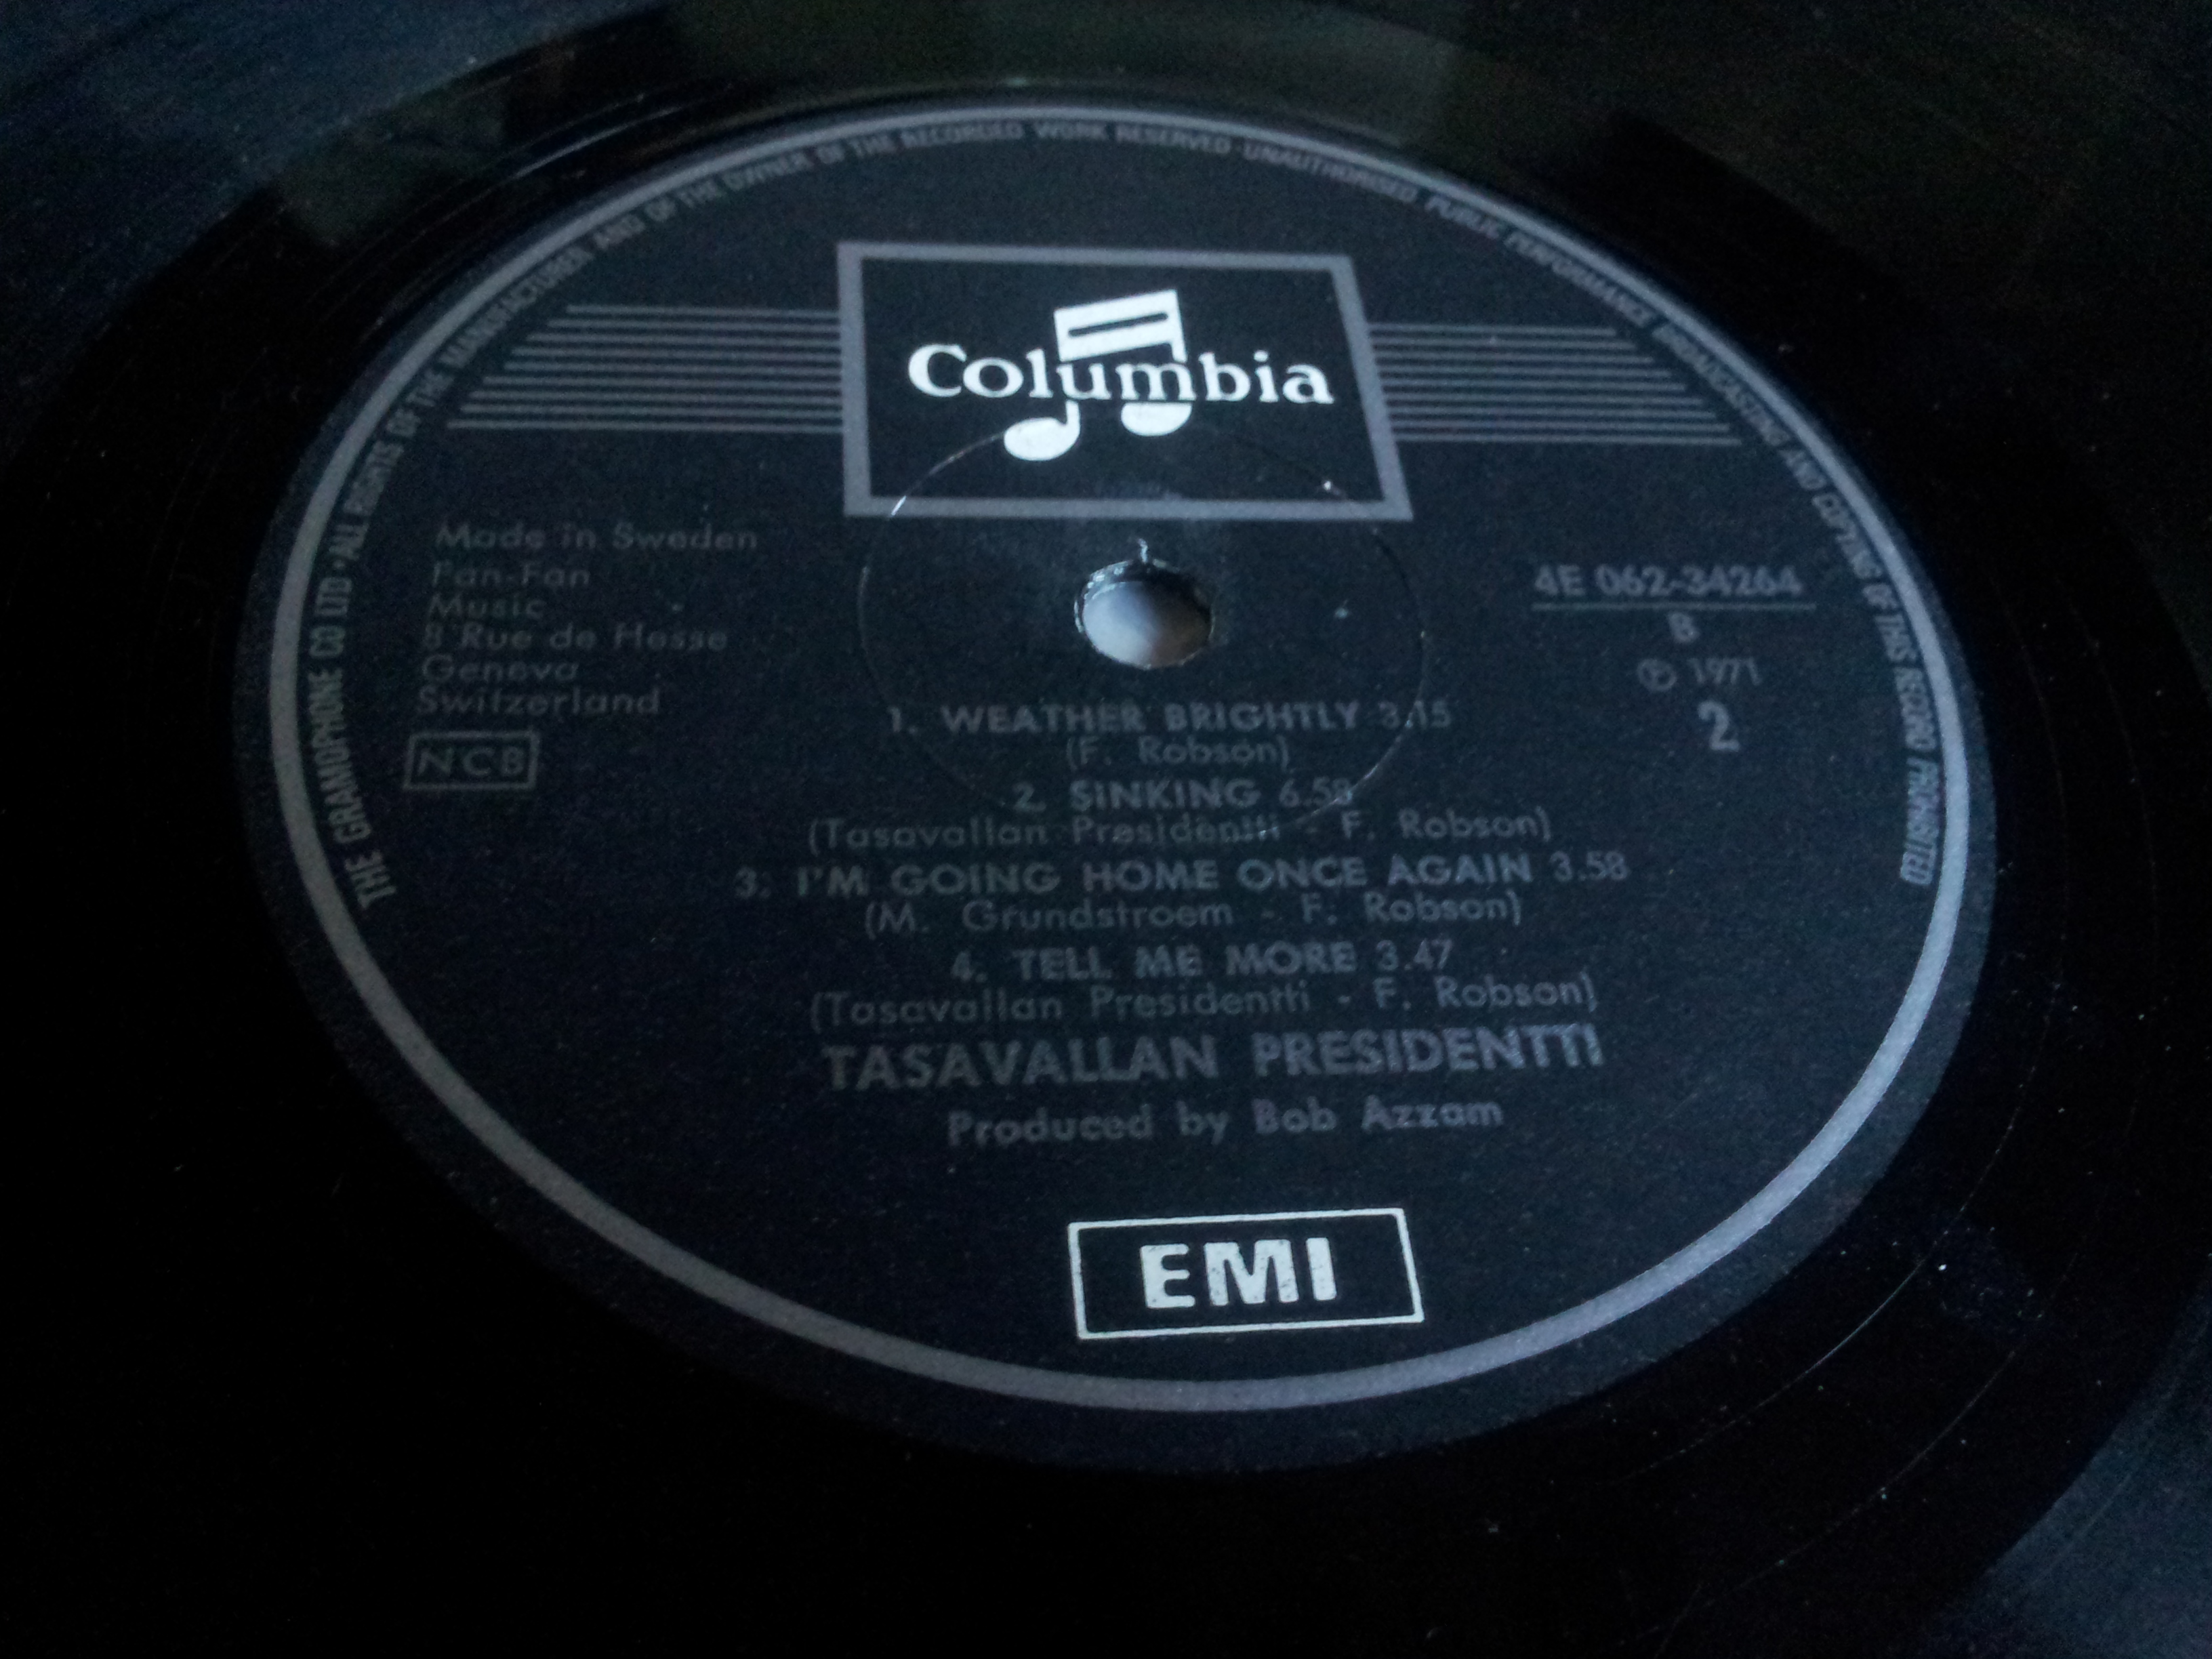 THE GRAMOPHONE CO LTD • ALL RIGHTS OF THE MANUFACTURER AND OF THE OWNER OF THE RECORDED WORK RESERVED • UNAUTHORISED PUBLIC PERFORMANCE BROADCASTING AND COPYING OF THIS RECORD PROHIBITED
Columbia
Made in Sweden
Pan-Fan
Music
8 Rue de Hesse
Geneva
Switzerland
NCB
4E 062-34264
B
℗ 1971
2
1. WEATHER BRIGHTLY 3.15
(F. Robson)
2. SINKING 6.58
(Tasavallan Presidentti - F. Robson)
3. I'M GOING HOME ONCE AGAIN 3.58
(M. Grundstroem - F. Robson)
4. TELL ME MORE 3.47
(Tasavallan Presidentti - F. Robson)
TASAVALLAN PRESIDENTTI
Produced by Bob Azzam
EMI